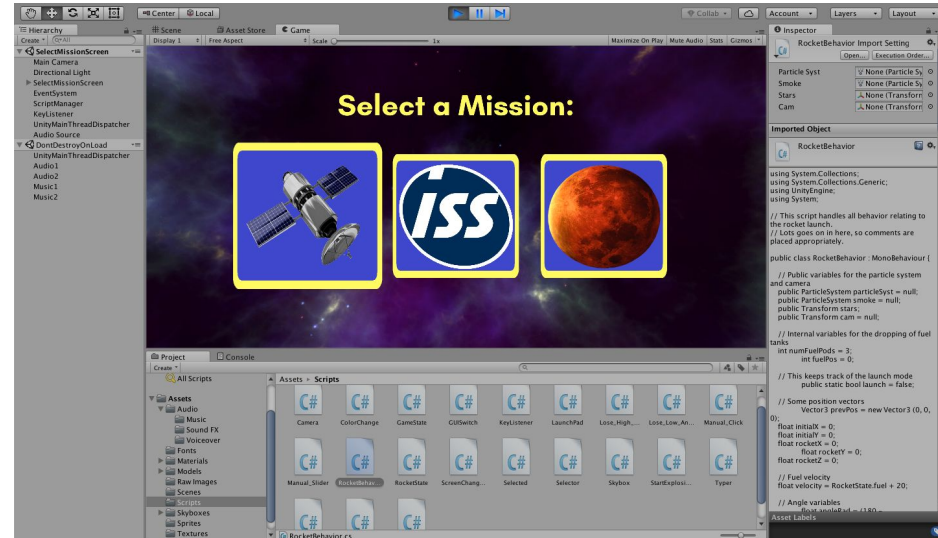 Center Local Collab Account Layers Layout
Hierarchy
Create All
SelectMissionScreen
Main Camera
Directional Light
SelectMissionScreen
EventSystem
ScriptManager
KeyListener
UnityMainThreadDispatcher
Audio Source
DontDestroyOnLoad
UnityMainThreadDispatcher
Audio1
Audio2
Music1
Music2
Scene Asset Store Game
Display 1 Free Aspect Scale 1x Maximize On Play Mute Audio Stats Gizmos
Select a Mission:
ISS
Project Console
Create
All Scripts
Assets
Audio
Music
Sound FX
Voiceover
Fonts
Materials
Models
Raw Images
Scenes
Scripts
Skyboxes
Sprites
Textures
Assets Scripts
Camera ColorChange GameState GUISwitch KeyListener LaunchPad Lose_High_... Lose_Low_An... Manual_Click
Manual_Slider RocketBehav... RocketState ScreenChang... Selected Selector Skybox StartExplosi... Typer
RocketBehavior.cs
Inspector
RocketBehavior Import Setting
Open... Execution Order...
Particle Syst None (Particle Sy
Smoke None (Particle Sy
Stars None (Transforr
Cam None (Transforr
Imported Object
RocketBehavior
using System.Collections;
using System.Collections.Generic;
using UnityEngine;
using System;
// This script handles all behavior relating to
the rocket launch.
// Lots goes on in here, so comments are
placed appropriately.
public class RocketBehavior : MonoBehaviour {
// Public variables for the particle system
and camera
public ParticleSystem particleSyst = null;
public ParticleSystem smoke = null;
public Transform stars;
public Transform cam = null;
// Internal variables for the dropping of fuel
tanks
int numFuelPods = 3;
int fuelPos = 0;
// This keeps track of the launch mode
public static bool launch = false;
// Some position vectors
Vector3 prevPos = new Vector3 (0, 0,
0);
float initialX = 0;
float initialY = 0;
float rocketX = 0;
float rocketY = 0;
float rocketZ = 0;
// Fuel velocity
float velocity = RocketState.fuel + 20;
// Angle variables
float angleRad = (180 -
Asset Labels